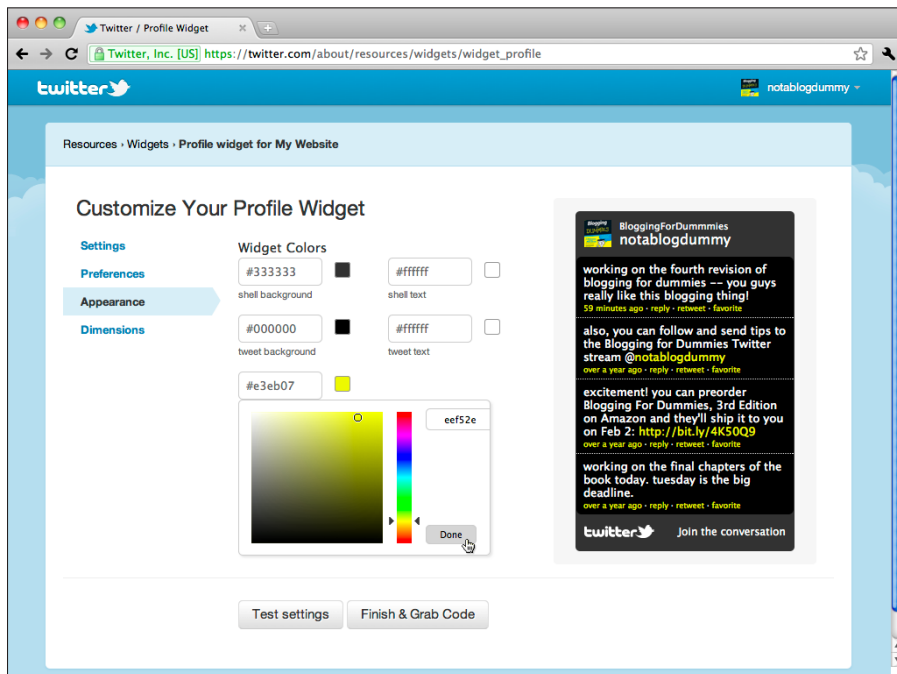 Twitter / Profile Widget
Twitter, Inc. [US] https://twitter.com/about/resources/widgets/widget_profile
twitter
notablogdummy
Resources › Widgets › Profile widget for My Website
Customize Your Profile Widget
Settings
Preferences
Appearance
Dimensions
Widget Colors
#333333
#ffffff
shell background
shell text
#000000
#ffffff
tweet background
tweet text
#e3eb07
eef52e
Done
Test settings
Finish & Grab Code
BloggingForDummmies
notablogdummy
working on the fourth revision of
blogging for dummies -- you guys
really like this blogging thing!
59 minutes ago · reply · retweet · favorite
also, you can follow and send tips to
the Blogging for Dummies Twitter
stream @notablogdummy
over a year ago · reply · retweet · favorite
excitement! you can preorder
Blogging For Dummies, 3rd Edition
on Amazon and they'll ship it to you
on Feb 2: http://bit.ly/4K50Q9
over a year ago · reply · retweet · favorite
working on the final chapters of the
book today. tuesday is the big
deadline.
over a year ago · reply · retweet · favorite
twitter
Join the conversation